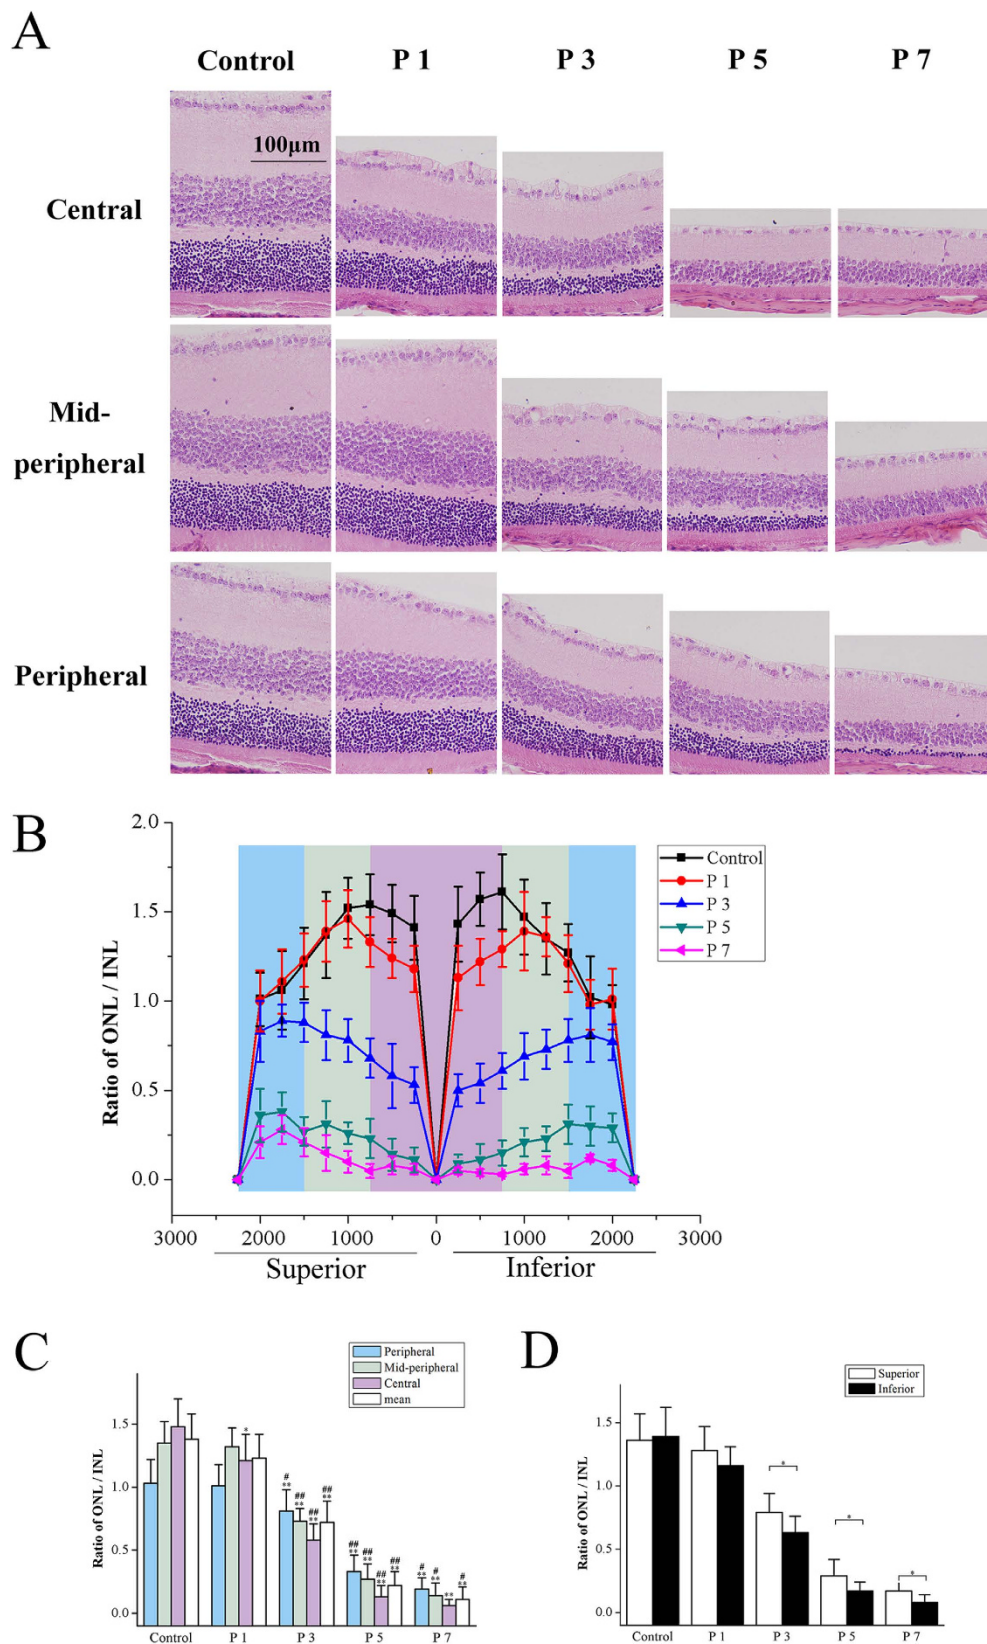 A
Control P 1 P 3 P 5 P 7
100μm
Central
Mid-
peripheral
Peripheral
B
Ratio of ONL / INL
2.0
1.5
1.0
0.5
0.0
3000 2000 1000 0 1000 2000 3000
Superior Inferior
Control
P 1
P 3
P 5
P 7
C
Ratio of ONL / INL
1.5
1.0
0.5
0.0
Peripheral
Mid-peripheral
Central
mean
*
# ## ## ##
** ** ** **
## ## ## ##
** ** ** **
# # #
** ** ** **
Control P 1 P 3 P 5 P 7
D
Ratio of ONL / INL
1.5
1.0
0.5
0.0
Superior
Inferior
* * *
Control P 1 P 3 P 5 P 7